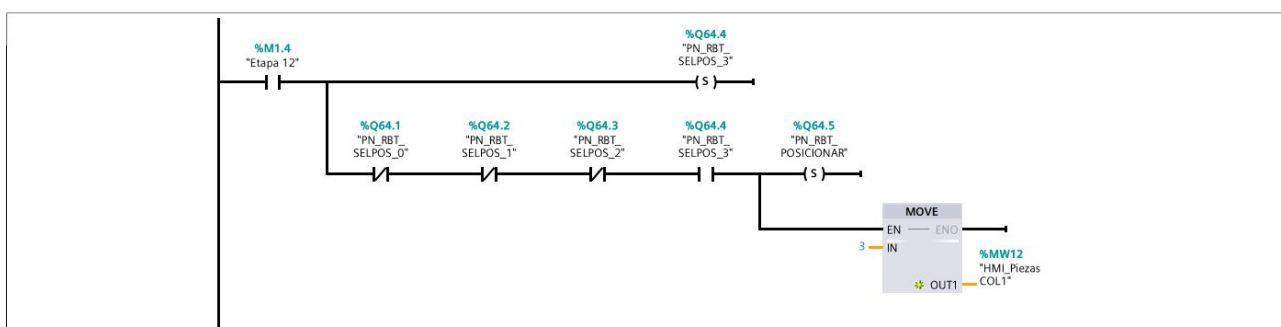 %M1.4
"Etapa 12"
%Q64.4
"PN_RBT_
SELPOS_3"
S
%Q64.1
"PN_RBT_
SELPOS_0"
%Q64.2
"PN_RBT_
SELPOS_1"
%Q64.3
"PN_RBT_
SELPOS_2"
%Q64.4
"PN_RBT_
SELPOS_3"
%Q64.5
"PN_RBT_
POSICIONAR"
S
MOVE
EN
ENO
3
IN
%MW12
"HMI_Piezas
COL1"
OUT1